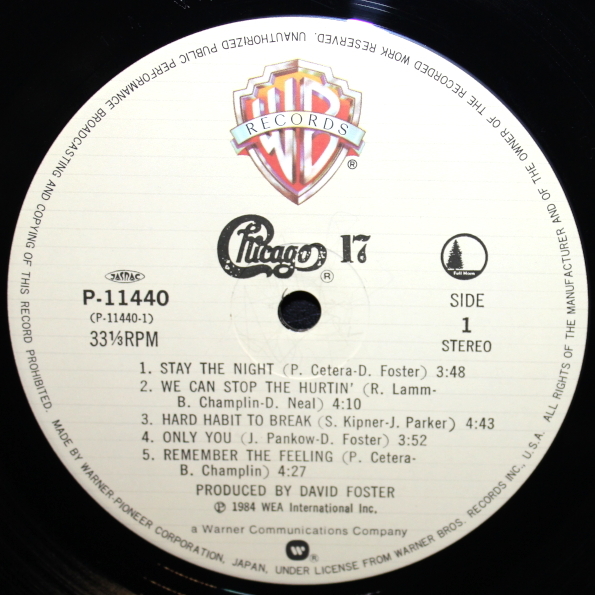 MADE BY WARNER-PIONEER CORPORATION, JAPAN, UNDER LICENSE FROM WARNER BROS. RECORDS INC., U.S.A. ALL RIGHTS OF THE MANUFACTURER AND OF THE OWNER OF THE RECORDED WORK RESERVED. UNAUTHORIZED PUBLIC PERFORMANCE BROADCASTING AND COPYING OF THIS RECORD PROHIBITED.
WB
RECORDS
®
Chicago 17
®
Full Moon
JASRAC
P-11440
(P-11440-1)
33⅓RPM
SIDE
1
STEREO
1. STAY THE NIGHT (P. Cetera-D. Foster) 3:48
2. WE CAN STOP THE HURTIN' (R. Lamm-
B. Champlin-D. Neal) 4:10
3. HARD HABIT TO BREAK (S. Kipner-J. Parker) 4:43
4. ONLY YOU (J. Pankow-D. Foster) 3:52
5. REMEMBER THE FEELING (P. Cetera-
B. Champlin) 4:27
PRODUCED BY DAVID FOSTER
℗ 1984 WEA International Inc.
a Warner Communications Company
®